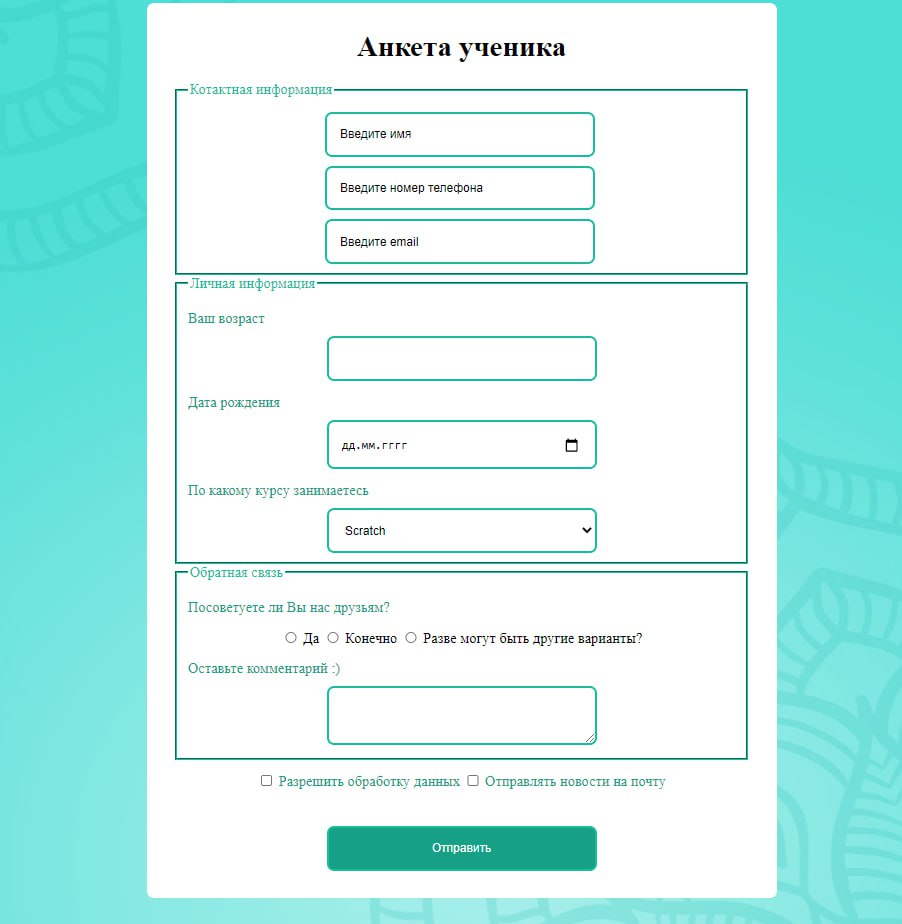 Анкета ученика
Котактная информация
Введите имя
Введите номер телефона
Введите email
Личная информация
Ваш возраст
Дата рождения
дд.мм.гггг
По какому курсу занимаетесь
Scratch
Обратная связь
Посоветуете ли Вы нас друзьям?
Да Конечно Разве могут быть другие варианты?
Оставьте комментарий :)
Разрешить обработку данных Отправлять новости на почту
Отправить